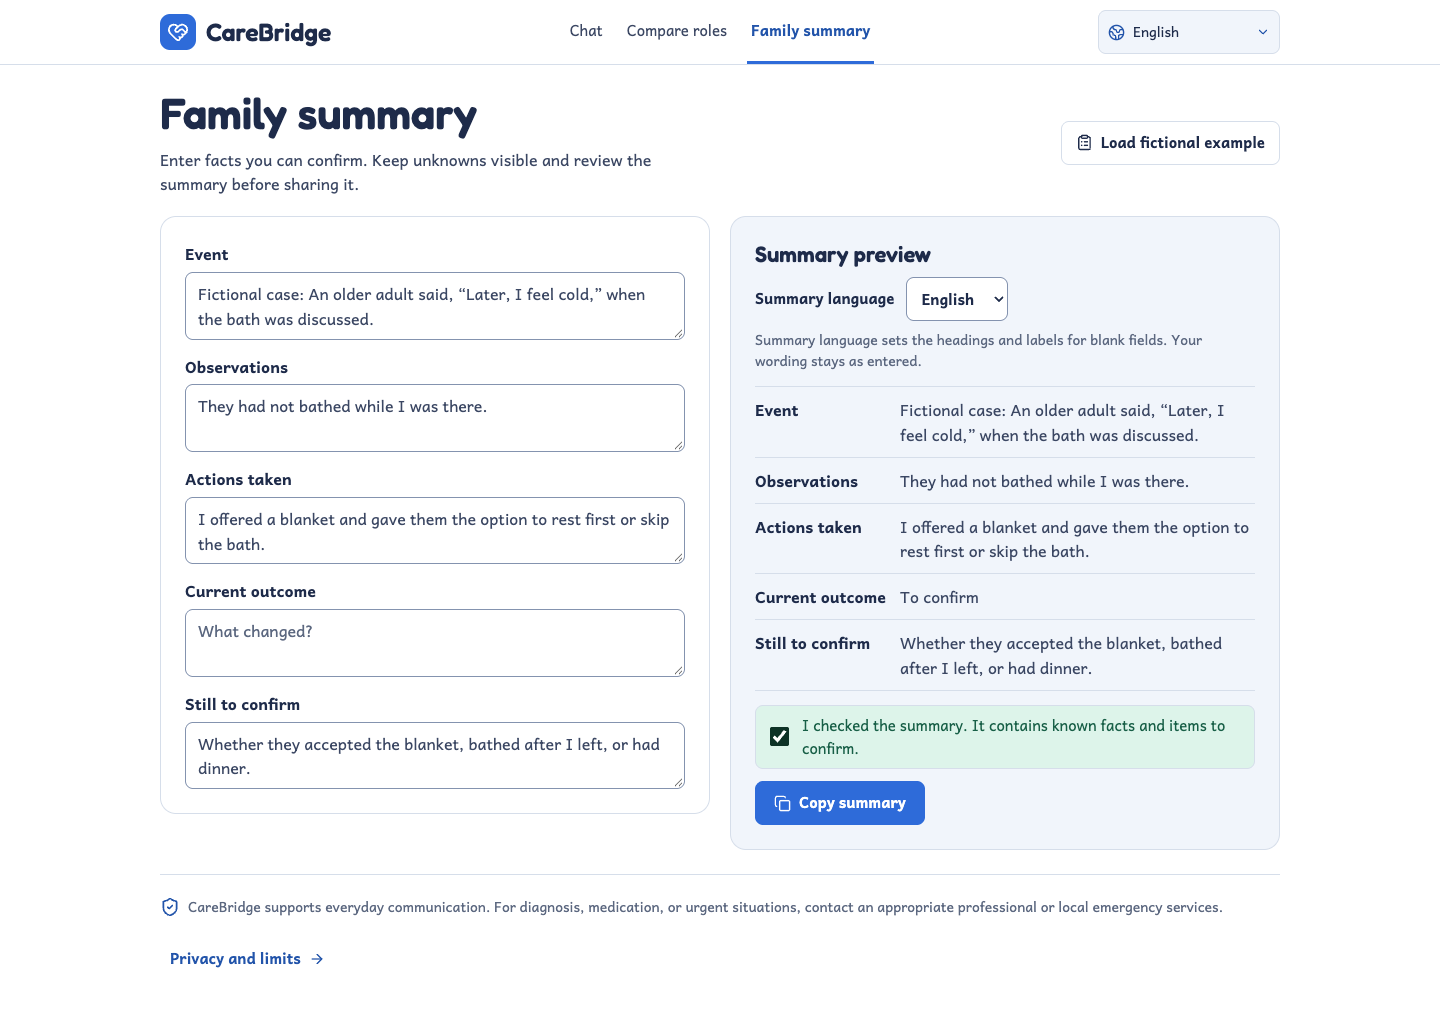 CareBridge
Chat
Compare roles
Family summary
English
Family summary
Enter facts you can confirm. Keep unknowns visible and review the
summary before sharing it.
Load fictional example
Event
Fictional case: An older adult said, “Later, I feel cold,” when
the bath was discussed.
Observations
They had not bathed while I was there.
Actions taken
I offered a blanket and gave them the option to rest first or skip
the bath.
Current outcome
What changed?
Still to confirm
Whether they accepted the blanket, bathed after I left, or had
dinner.
Summary preview
Summary language
English
Summary language sets the headings and labels for blank fields. Your
wording stays as entered.
Event
Fictional case: An older adult said, “Later, I
feel cold,” when the bath was discussed.
Observations
They had not bathed while I was there.
Actions taken
I offered a blanket and gave them the option to
rest first or skip the bath.
Current outcome
To confirm
Still to confirm
Whether they accepted the blanket, bathed
after I left, or had dinner.
I checked the summary. It contains known facts and items to
confirm.
Copy summary
CareBridge supports everyday communication. For diagnosis, medication, or urgent situations, contact an appropriate professional or local emergency services.
Privacy and limits